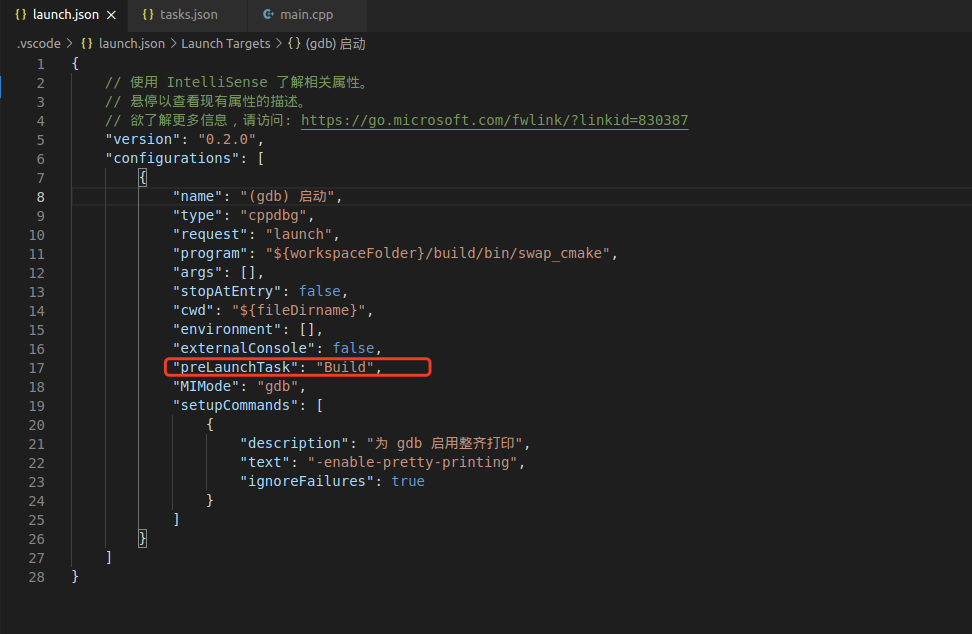 {} launch.json ×
{} tasks.json
C+ main.cpp
.vscode > {} launch.json > Launch Targets > {} (gdb) 启动
1 {
2 // 使用 IntelliSense 了解相关属性。
3 // 悬停以查看现有属性的描述。
4 // 欲了解更多信息，请访问: https://go.microsoft.com/fwlink/?linkid=830387
5 "version": "0.2.0",
6 "configurations": [
7 {
8 "name": "(gdb) 启动",
9 "type": "cppdbg",
10 "request": "launch",
11 "program": "${workspaceFolder}/build/bin/swap_cmake",
12 "args": [],
13 "stopAtEntry": false,
14 "cwd": "${fileDirname}",
15 "environment": [],
16 "externalConsole": false,
17 "preLaunchTask": "Build",
18 "MIMode": "gdb",
19 "setupCommands": [
20 {
21 "description": "为 gdb 启用整齐打印",
22 "text": "-enable-pretty-printing",
23 "ignoreFailures": true
24 }
25 ]
26 }
27 ]
28 }